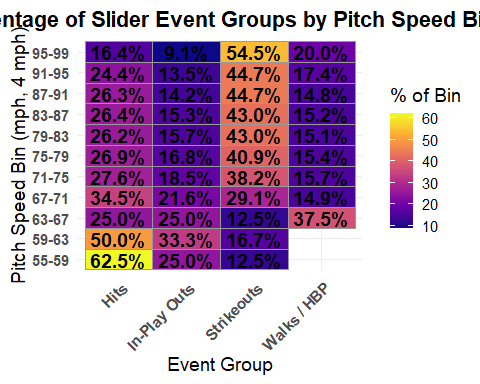 entage of Slider Event Groups by Pitch Speed Bi
Pitch Speed Bin (mph, 4 mph)
95-99 16.4% 9.1% 54.5% 20.0%
91-95 24.4% 13.5% 44.7% 17.4%
87-91 26.3% 14.2% 44.7% 14.8%
83-87 26.4% 15.3% 43.0% 15.2%
79-83 26.2% 15.7% 43.0% 15.1%
75-79 26.9% 16.8% 40.9% 15.4%
71-75 27.6% 18.5% 38.2% 15.7%
67-71 34.5% 21.6% 29.1% 14.9%
63-67 25.0% 25.0% 12.5% 37.5%
59-63 50.0% 33.3% 16.7%
55-59 62.5% 25.0% 12.5%
Hits In-Play Outs Strikeouts Walks / HBP
Event Group
% of Bin
60
50
40
30
20
10